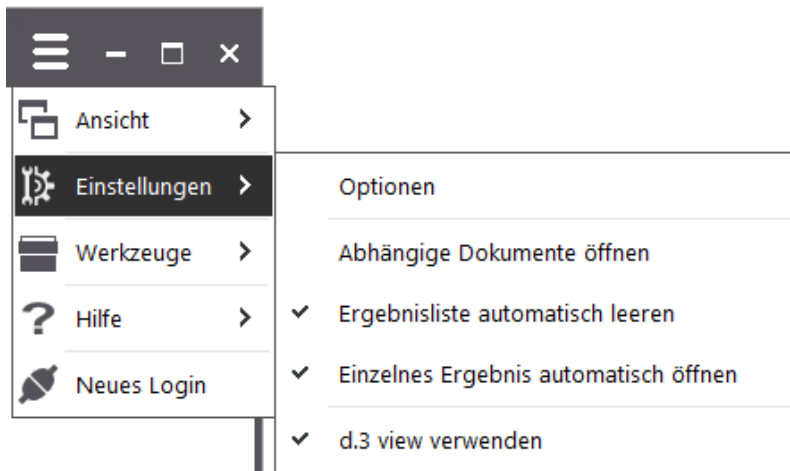 Ansicht
Einstellungen
Optionen
Werkzeuge
Abhängige Dokumente öffnen
Hilfe
Ergebnisliste automatisch leeren
Neues Login
Einzelnes Ergebnis automatisch öffnen
d.3 view verwenden